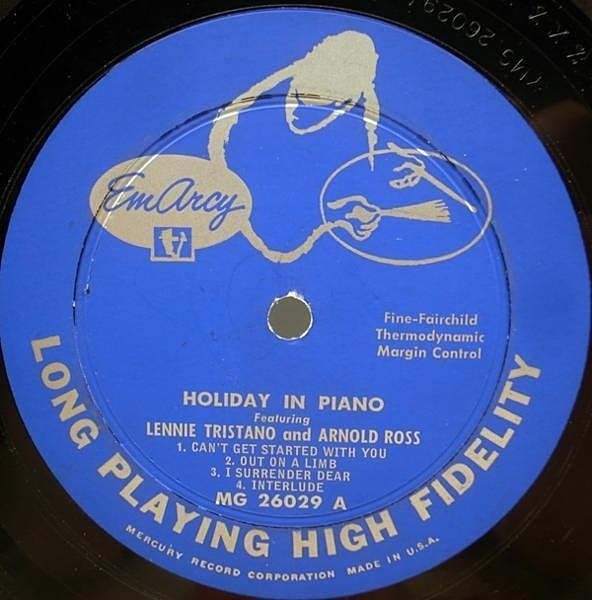 EmArcy
Fine-Fairchild
Thermodynamic
Margin Control
HOLIDAY IN PIANO
Featuring
LENNIE TRISTANO and ARNOLD ROSS
1. CAN'T GET STARTED WITH YOU
2. OUT ON A LIMB
3. I SURRENDER DEAR
4. INTERLUDE
MG 26029 A
LONG PLAYING HIGH FIDELITY
MERCURY RECORD CORPORATION MADE IN U.S.A.